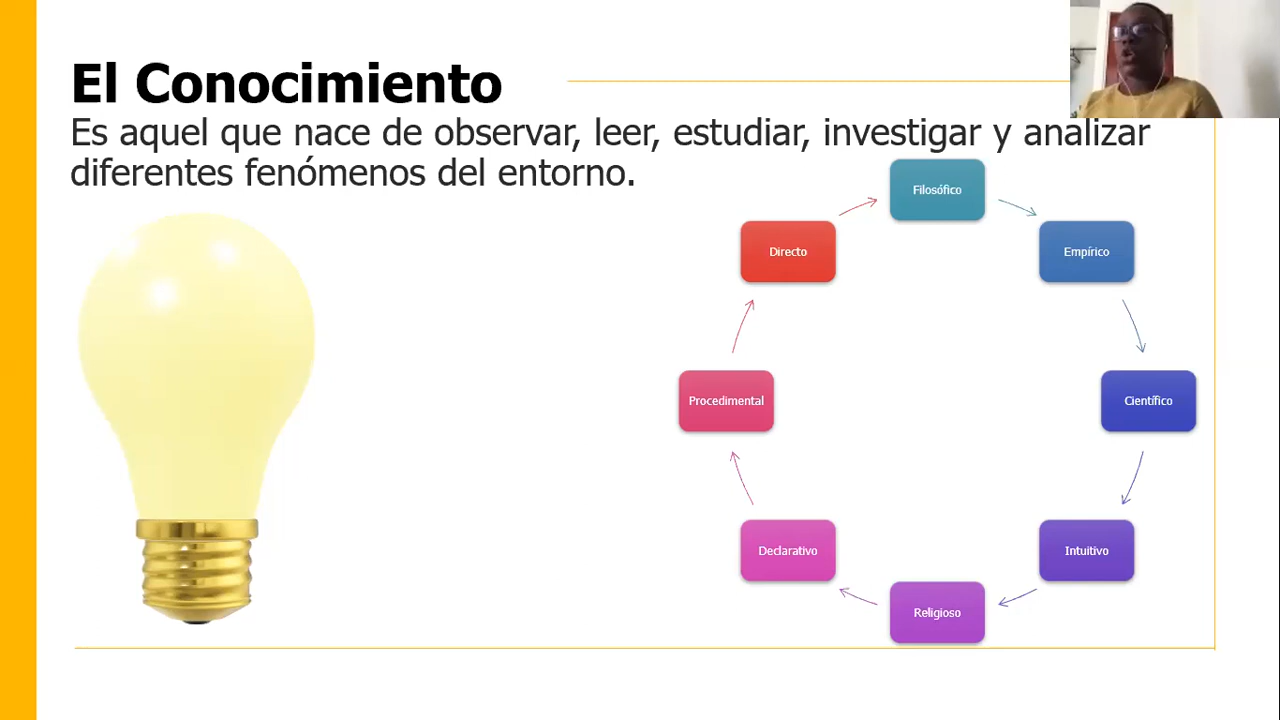 El Conocimiento
Es aquel que nace de observar, leer, estudiar, investigar y analizar
diferentes fenómenos del entorno.
Filosófico
Empírico
Científico
Intuitivo
Religioso
Declarativo
Procedimental
Directo